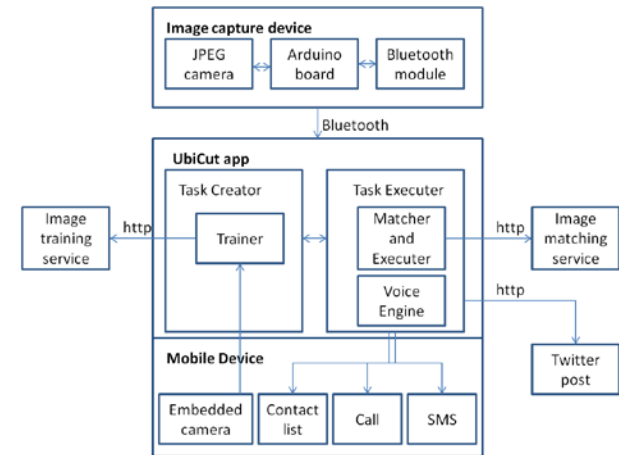 Image capture device
JPEG
camera
Arduino
board
Bluetooth
module
Bluetooth
UbiCut app
Task Creator
Trainer
Task Executer
Matcher
and
Executer
Voice
Engine
http
Image
training
service
http
Image
matching
service
http
Twitter
post
Mobile Device
Embedded
camera
Contact
list
Call
SMS